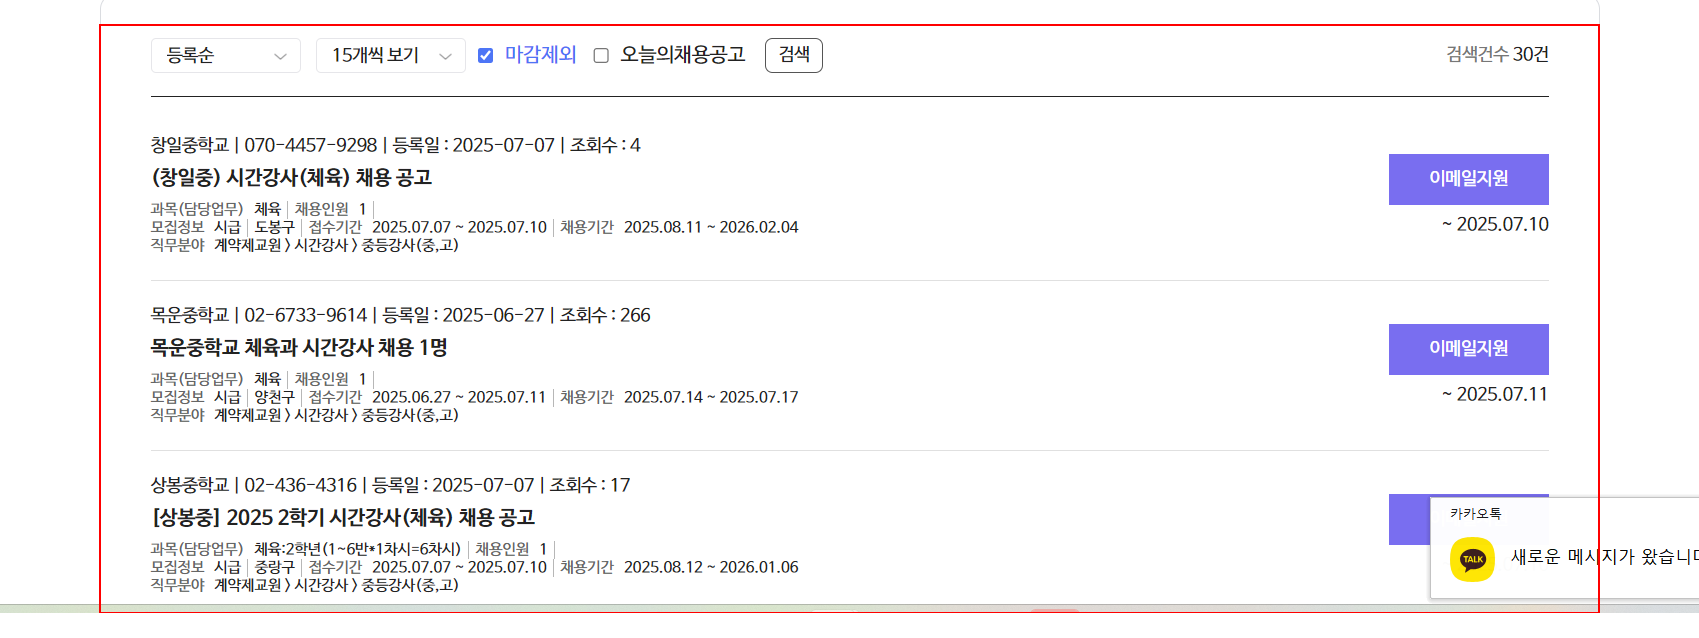 등록순 15개씩 보기 마감제외 오늘의채용공고 검색 검색건수 30건
창일중학교 | 070-4457-9298 | 등록일 : 2025-07-07 | 조회수 : 4
(창일중) 시간강사(체육) 채용 공고
이메일지원
과목(담당업무) 체육 채용인원 1
모집정보 시급 도봉구 접수기간 2025.07.07 ~ 2025.07.10 채용기간 2025.08.11 ~ 2026.02.04
~ 2025.07.10
직무분야 계약제교원 > 시간강사 > 중등강사(중,고)
목운중학교 | 02-6733-9614 | 등록일 : 2025-06-27 | 조회수 : 266
목운중학교 체육과 시간강사 채용 1명
이메일지원
과목(담당업무) 체육 채용인원 1
모집정보 시급 양천구 접수기간 2025.06.27 ~ 2025.07.11 채용기간 2025.07.14 ~ 2025.07.17
~ 2025.07.11
직무분야 계약제교원 > 시간강사 > 중등강사(중,고)
상봉중학교 | 02-436-4316 | 등록일 : 2025-07-07 | 조회수 : 17
[상봉중] 2025 2학기 시간강사(체육) 채용 공고
과목(담당업무) 체육:2학년(1~6반*1차시=6차시) 채용인원 1
모집정보 시급 중랑구 접수기간 2025.07.07 ~ 2025.07.10 채용기간 2025.08.12 ~ 2026.01.06
직무분야 계약제교원 > 시간강사 > 중등강사(중,고)
카카오톡
TALK
새로운 메시지가